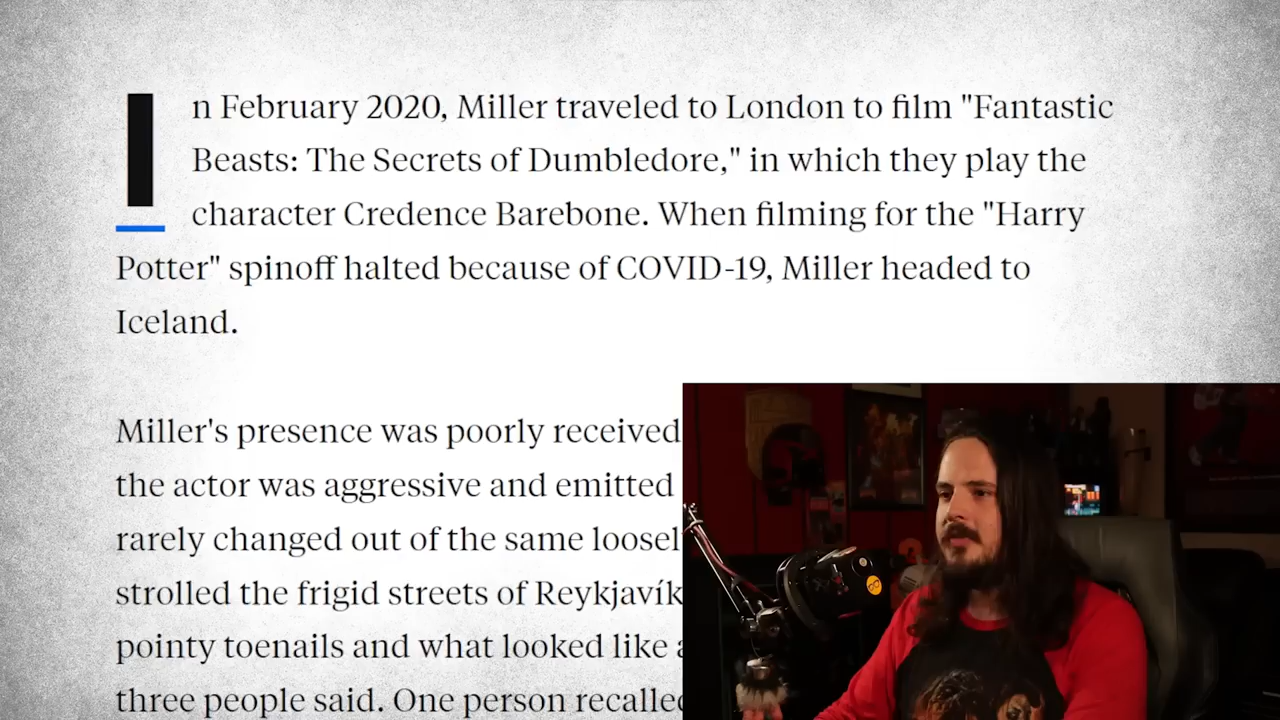 In February 2020, Miller traveled to London to film "Fantastic
Beasts: The Secrets of Dumbledore," in which they play the
character Credence Barebone. When filming for the "Harry
Potter" spinoff halted because of COVID-19, Miller headed to
Iceland.
Miller's presence was poorly received
the actor was aggressive and emitted
rarely changed out of the same
strolled the frigid streets of Reykjavík
pointy toenails and what looked like
three people said. One person recalled